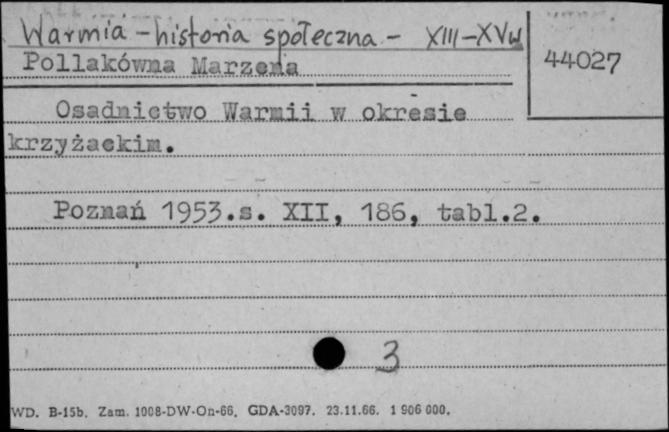 Warmia - historia społeczna - XIII-XV w
44027
Pollakówna Marzena
Osadnictwo Warmii w okresie
krzyżackim.
Poznań 1953.s. XII, 186, tabl.2.
3
WD. B-15b. Zam. 1008-DW-On-66. GDA-3097. 23.11.66. 1 906 000.